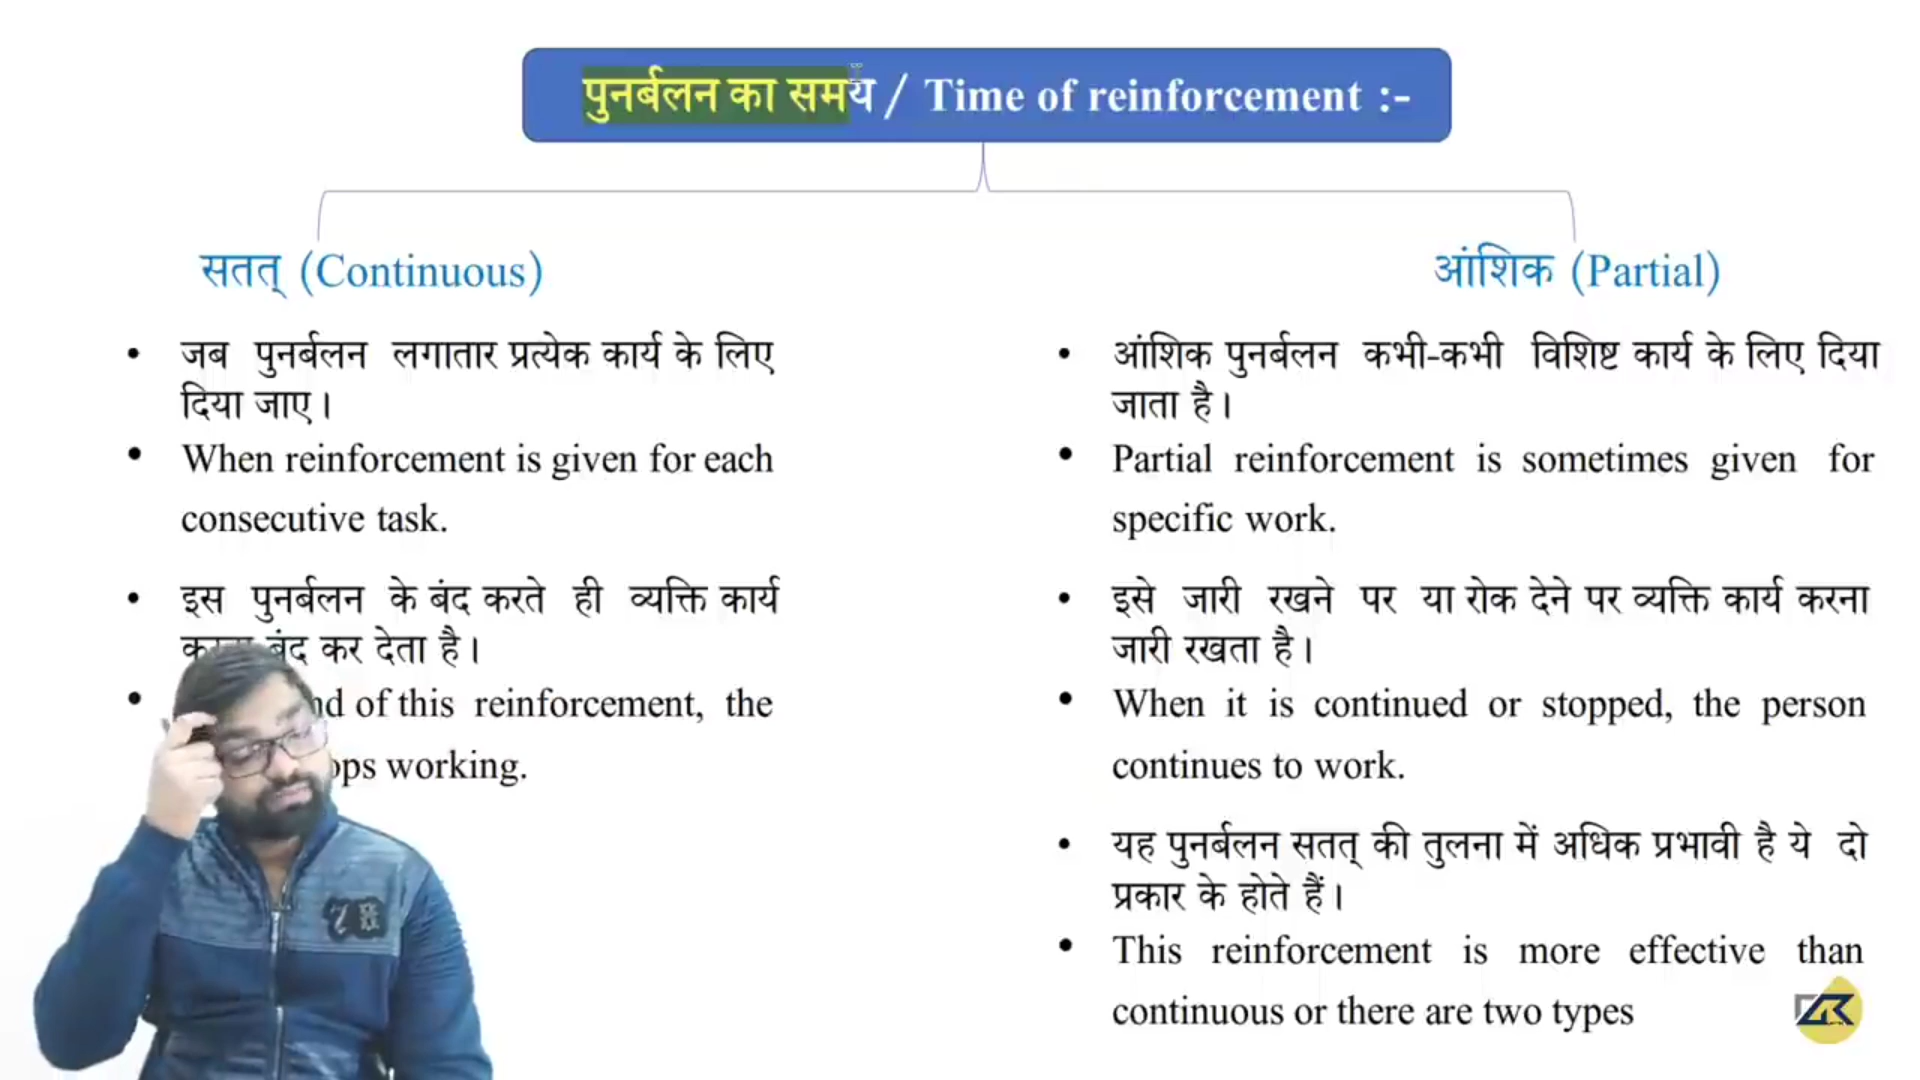 पुनर्बलन का समय / Time of reinforcement :-
सतत् (Continuous)
• जब पुनर्बलन लगातार प्रत्येक कार्य के लिए
दिया जाए।
• When reinforcement is given for each
consecutive task.
• इस पुनर्बलन के बंद करते ही व्यक्ति कार्य
बंद कर देता है।
• of this reinforcement, the
working.
आंशिक (Partial)
• आंशिक पुनर्बलन कभी-कभी विशिष्ट कार्य के लिए दिया
जाता है।
• Partial reinforcement is sometimes given for
specific work.
• इसे जारी रखने पर या रोक देने पर व्यक्ति कार्य करना
जारी रखता है।
• When it is continued or stopped, the person
continues to work.
• यह पुनर्बलन सतत् की तुलना में अधिक प्रभावी है ये दो
प्रकार के होते हैं।
• This reinforcement is more effective than
continuous or there are two types